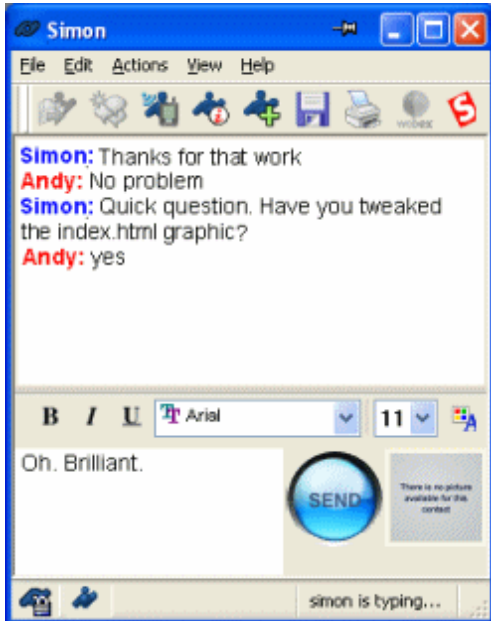 Simon
File Edit Actions View Help
webex
S
Simon: Thanks for that work
Andy: No problem
Simon: Quick question. Have you tweaked
the index.html graphic?
Andy: yes
B I U Tr Arial 11 A
Oh. Brilliant.
SEND
There is no picture
available for this
contact
simon is typing...